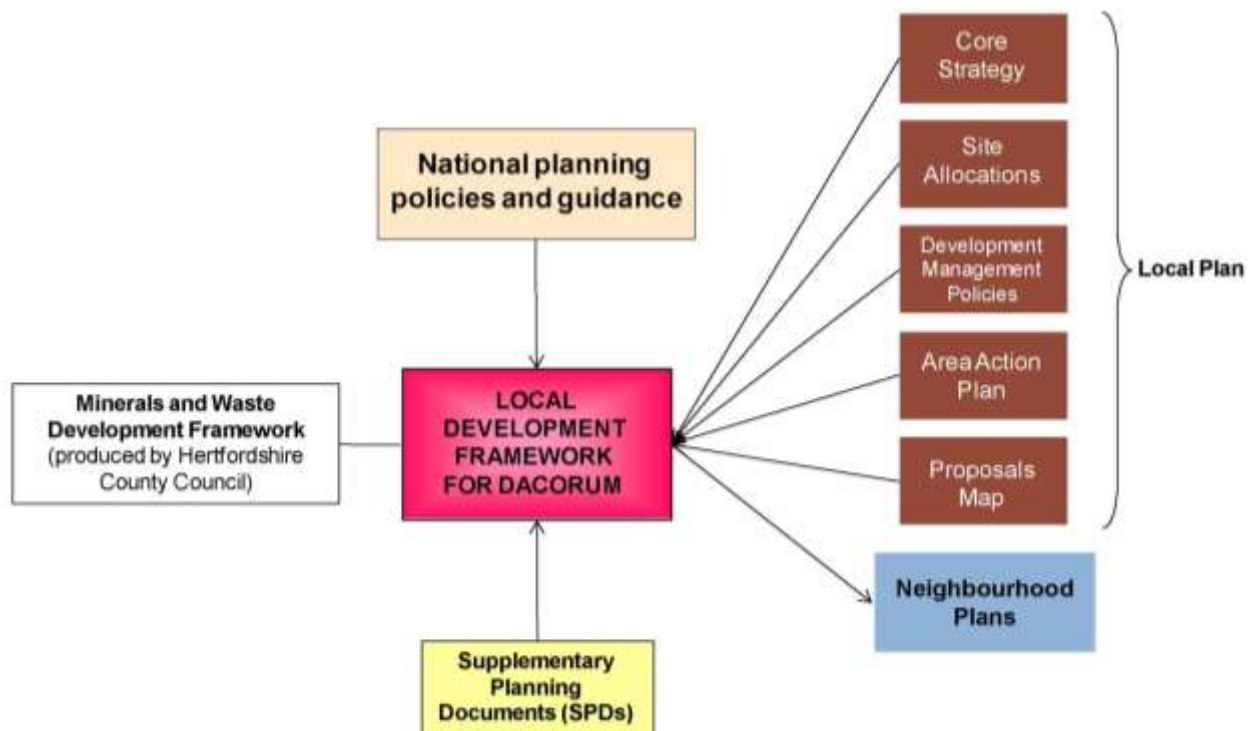 Core
Strategy
National planning
policies and guidance
Site
Allocations
Development
Management
Policies
Local Plan
Minerals and Waste
Development Framework
(produced by Hertfordshire
County Council)
LOCAL
DEVELOPMENT
FRAMEWORK
FOR DACORUM
Area Action
Plan
Proposals
Map
Neighbourhood
Plans
Supplementary
Planning
Documents (SPDs)